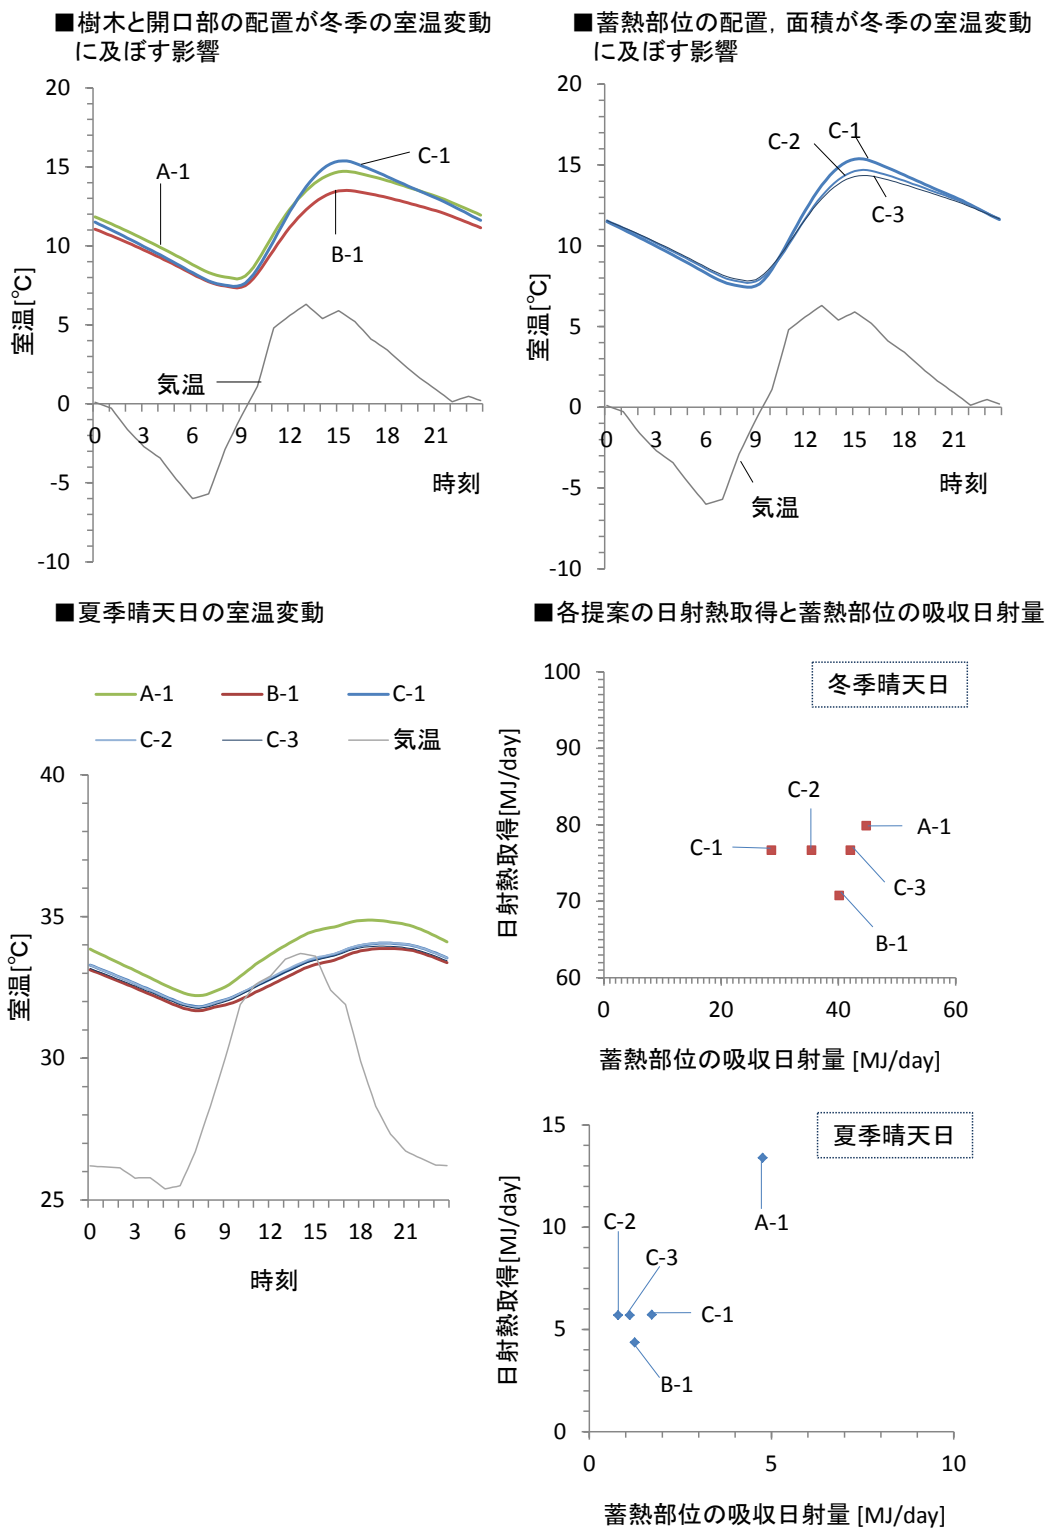 ■樹木と開口部の配置が冬季の室温変動
に及ぼす影響
20
15
10
5
0
-5
-10
室温[℃]
A-1
C-1
B-1
気温
0 3 6 9 12 15 18 21
時刻
■蓄熱部位の配置, 面積が冬季の室温変動
に及ぼす影響
20
15
10
5
0
-5
-10
室温[℃]
C-2
C-1
C-3
0 3 6 9 12 15 18 21
時刻
気温
■夏季晴天日の室温変動
A-1 B-1 C-1
C-2 C-3 気温
40
35
30
25
室温[℃]
0 3 6 9 12 15 18 21
時刻
■各提案の日射熱取得と蓄熱部位の吸収日射量
冬季晴天日
100
90
80
70
60
日射熱取得[MJ/day]
C-2
C-1
A-1
C-3
B-1
0 20 40 60
蓄熱部位の吸収日射量 [MJ/day]
夏季晴天日
15
10
5
0
日射熱取得[MJ/day]
C-2
A-1
C-3
C-1
B-1
0 5 10
蓄熱部位の吸収日射量 [MJ/day]